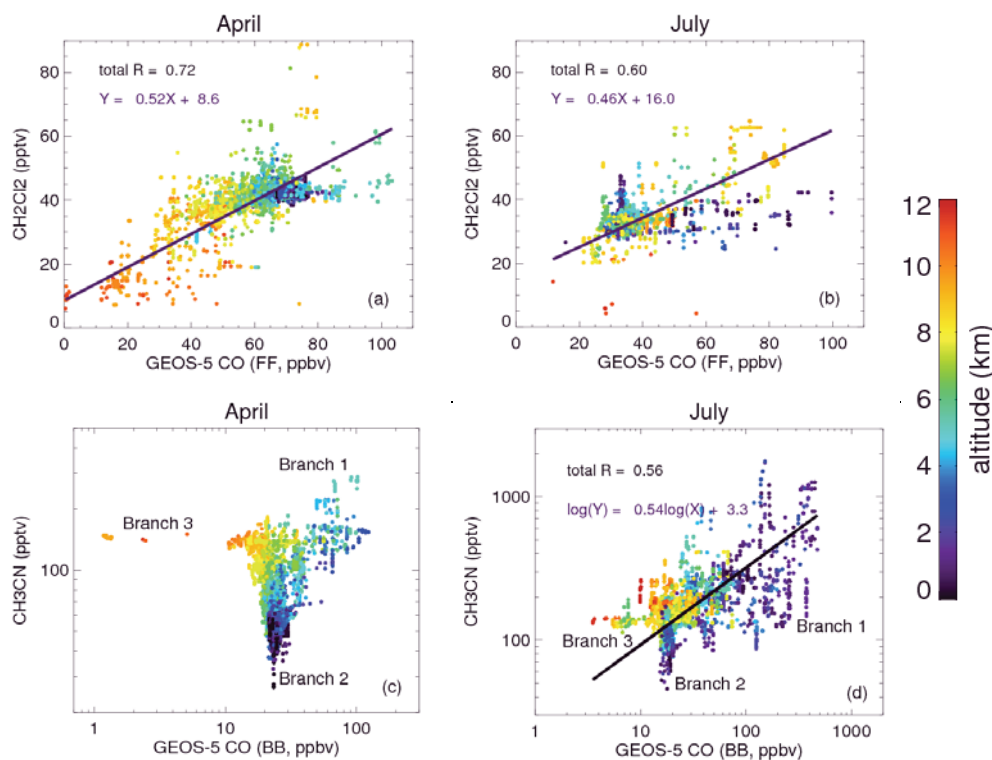 April
80
60
40
20
0
CH2Cl2 (pptv)
total R = 0.72
Y = 0.52X + 8.6
(a)
0 20 40 60 80 100
GEOS-5 CO (FF, ppbv)
July
80
60
40
20
0
CH2Cl2 (pptv)
total R = 0.60
Y = 0.46X + 16.0
(b)
0 20 40 60 80 100
GEOS-5 CO (FF, ppbv)
April
100
CH3CN (pptv)
Branch 1
Branch 3
Branch 2
(c)
1 10 100
GEOS-5 CO (BB, ppbv)
July
1000
100
CH3CN (pptv)
total R = 0.56
log(Y) = 0.54log(X) + 3.3
Branch 1
Branch 3
Branch 2
(d)
1 10 100 1000
GEOS-5 CO (BB, ppbv)
12
10
8
6
4
2
0
altitude (km)